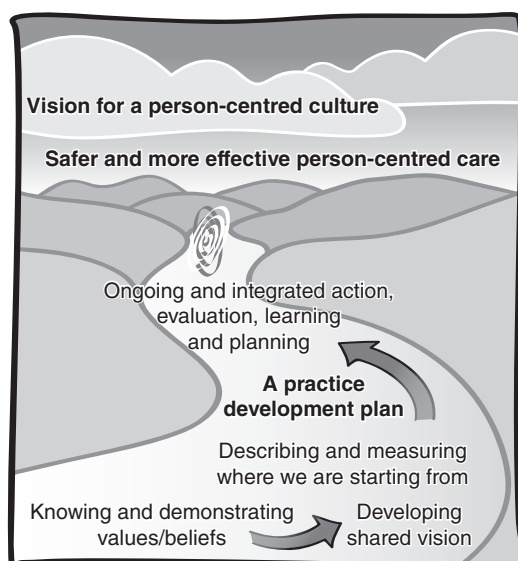 Vision for a person-centred culture
Safer and more effective person-centred care
Ongoing and integrated action,
evaluation, learning
and planning
A practice
development plan
Describing and measuring
where we are starting from
Knowing and demonstrating
values/beliefs
Developing
shared vision